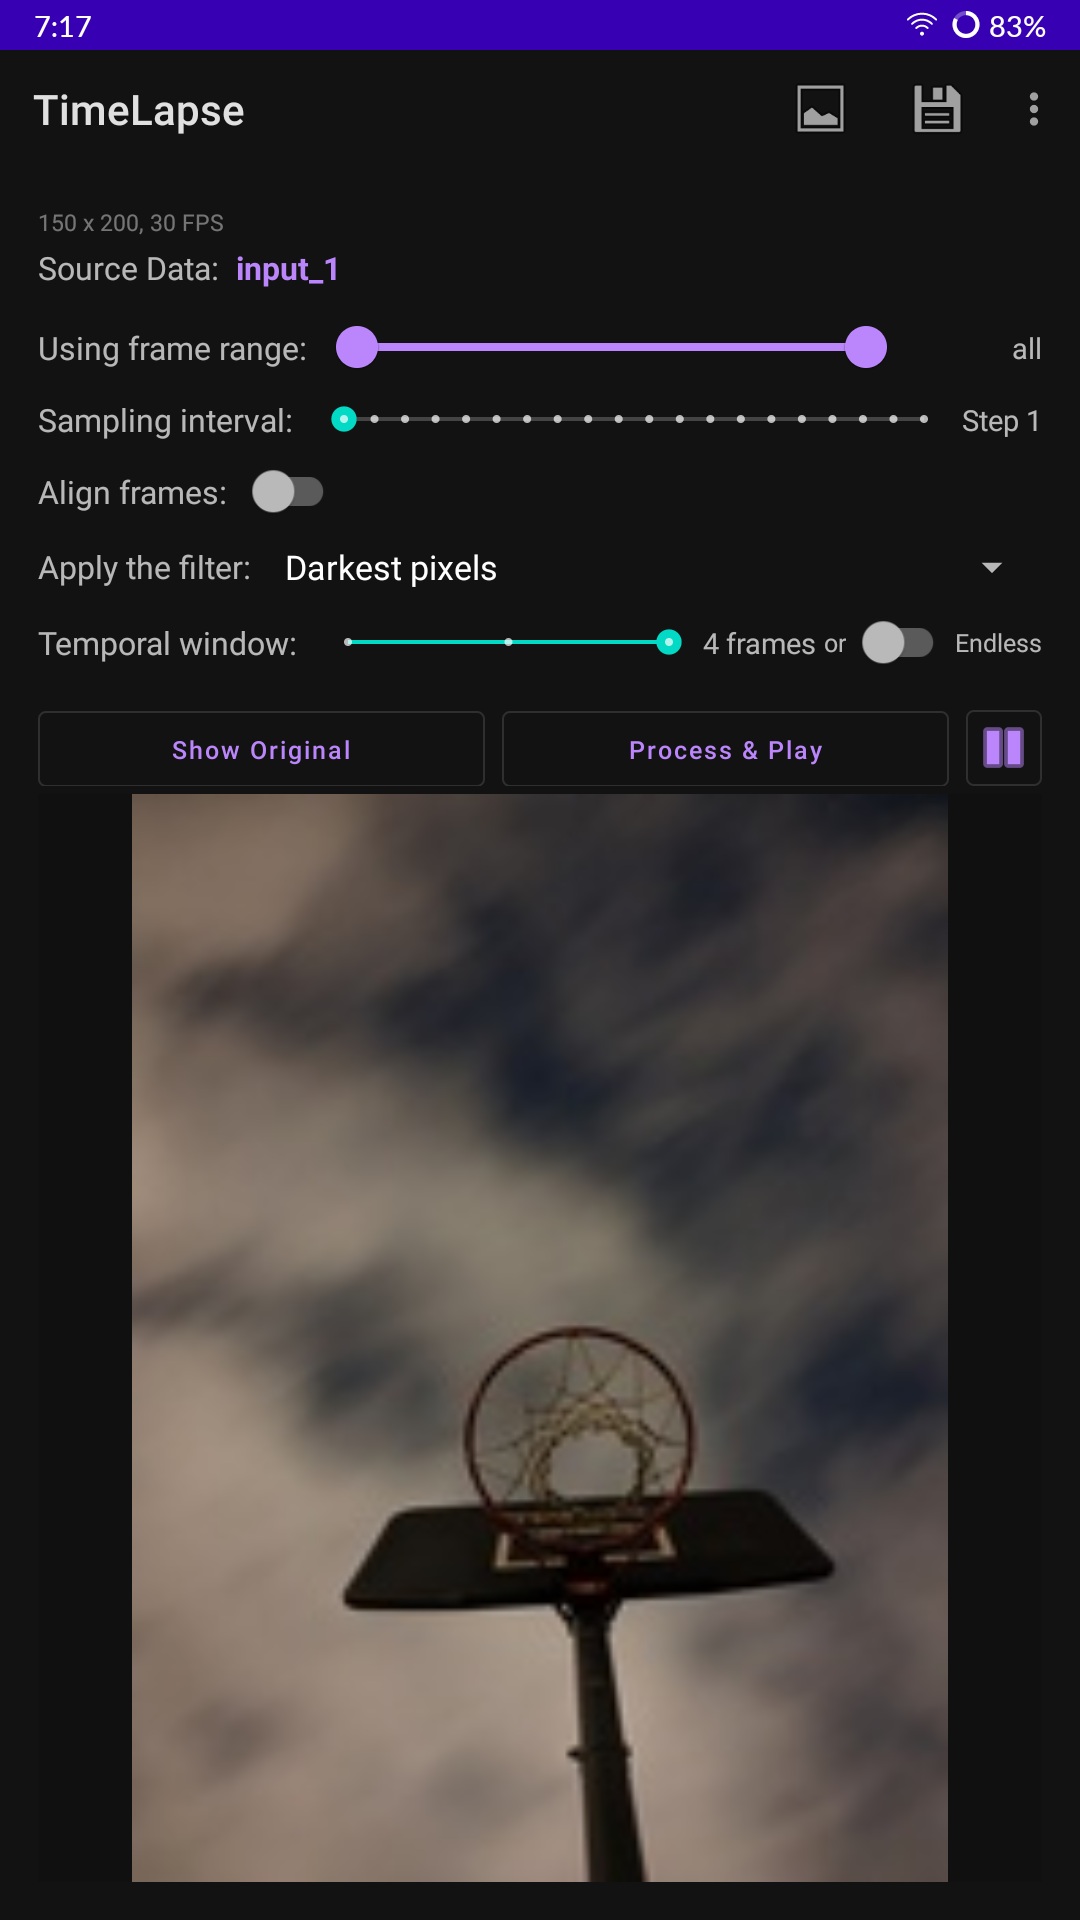 7:17 83%
TimeLapse
150 x 200, 30 FPS
Source Data: input_1
Using frame range: all
Sampling interval: Step 1
Align frames:
Apply the filter: Darkest pixels
Temporal window: 4 frames or Endless
Show Original Process & Play